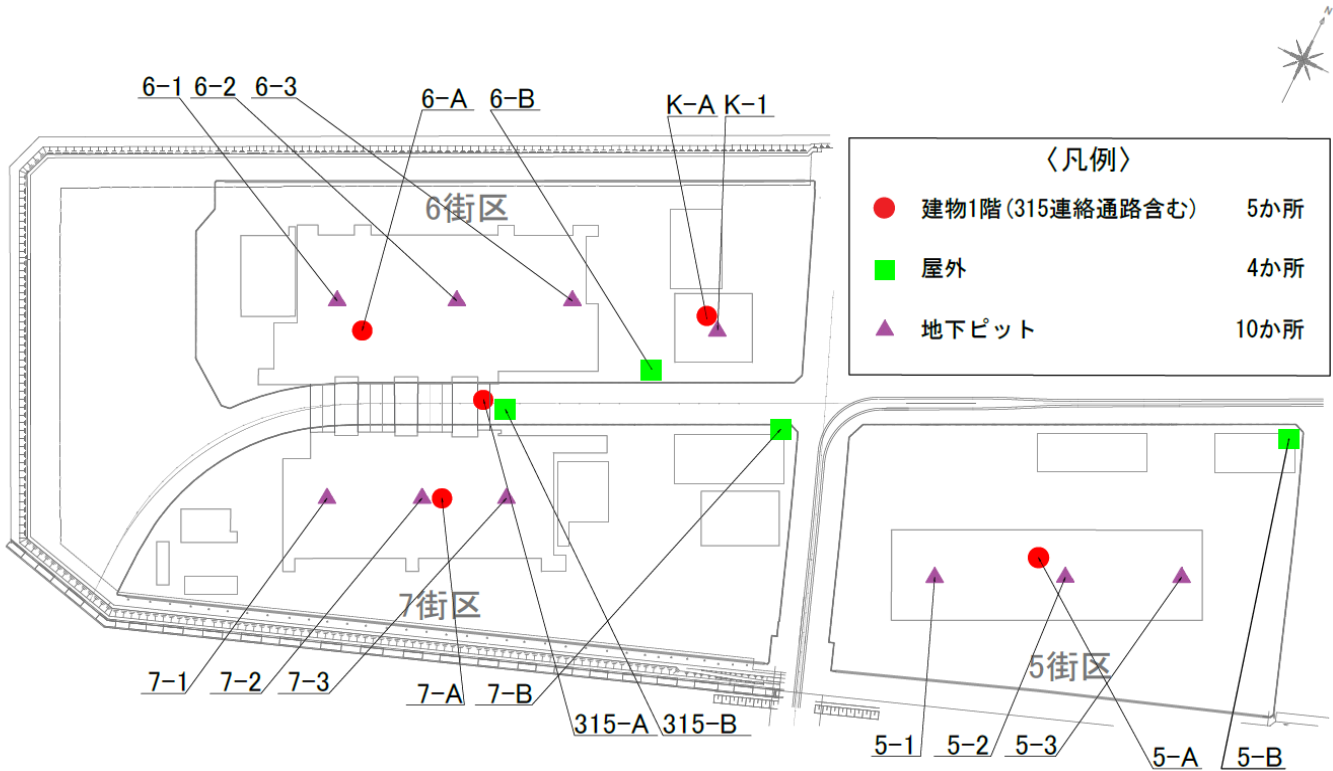 N
6-1 6-2 6-3 6-A 6-B K-A K-1
〈凡例〉
建物1階(315連絡通路含む) 5か所
屋外 4か所
地下ピット 10か所
6街区
7街区
5街区
7-1 7-2 7-3 7-A 7-B
315-A 315-B
5-1 5-2 5-3 5-A 5-B